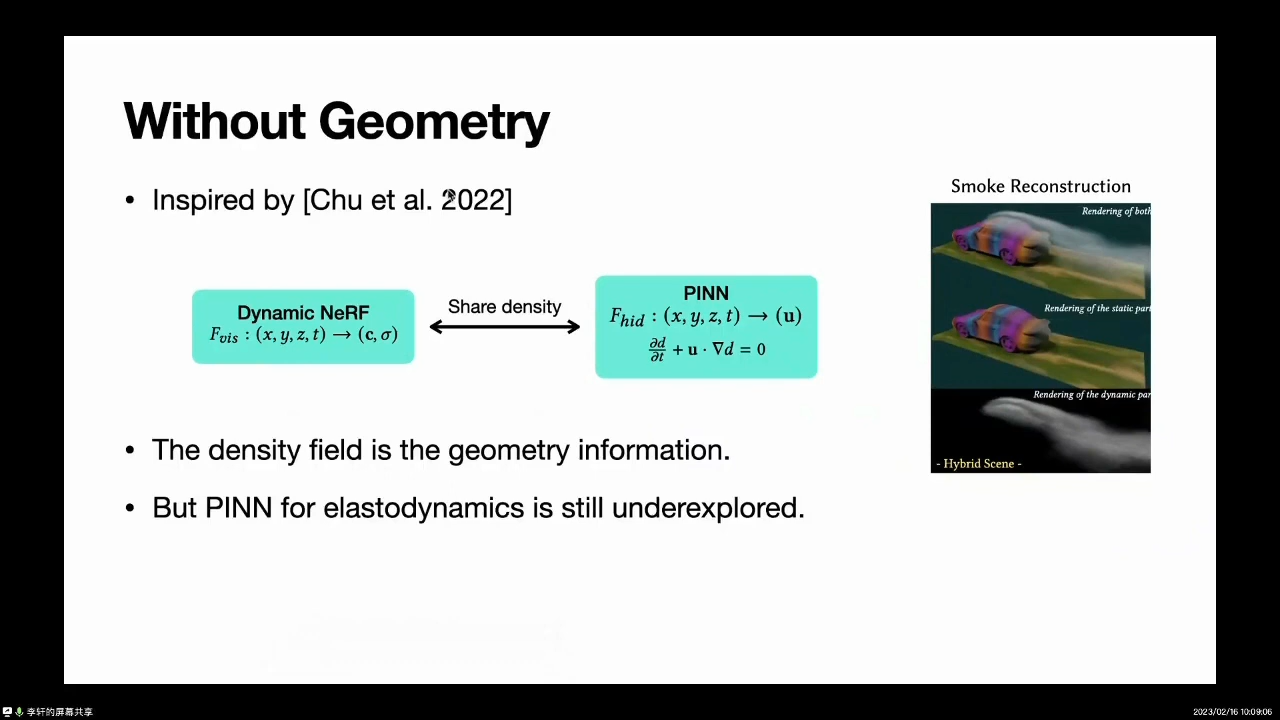 Without Geometry
• Inspired by [Chu et al. 2022]
Smoke Reconstruction
Rendering of both
Rendering of the static part
Rendering of the dynamic par
- Hybrid Scene -
Dynamic NeRF
F_vis : (x, y, z, t) → (c, σ)
Share density
PINN
F_hid : (x, y, z, t) → (u)
∂d/∂t + u · ∇d = 0
• The density field is the geometry information.
• But PINN for elastodynamics is still underexplored.
李轩的屏幕共享
2023/02/16 10:09:06